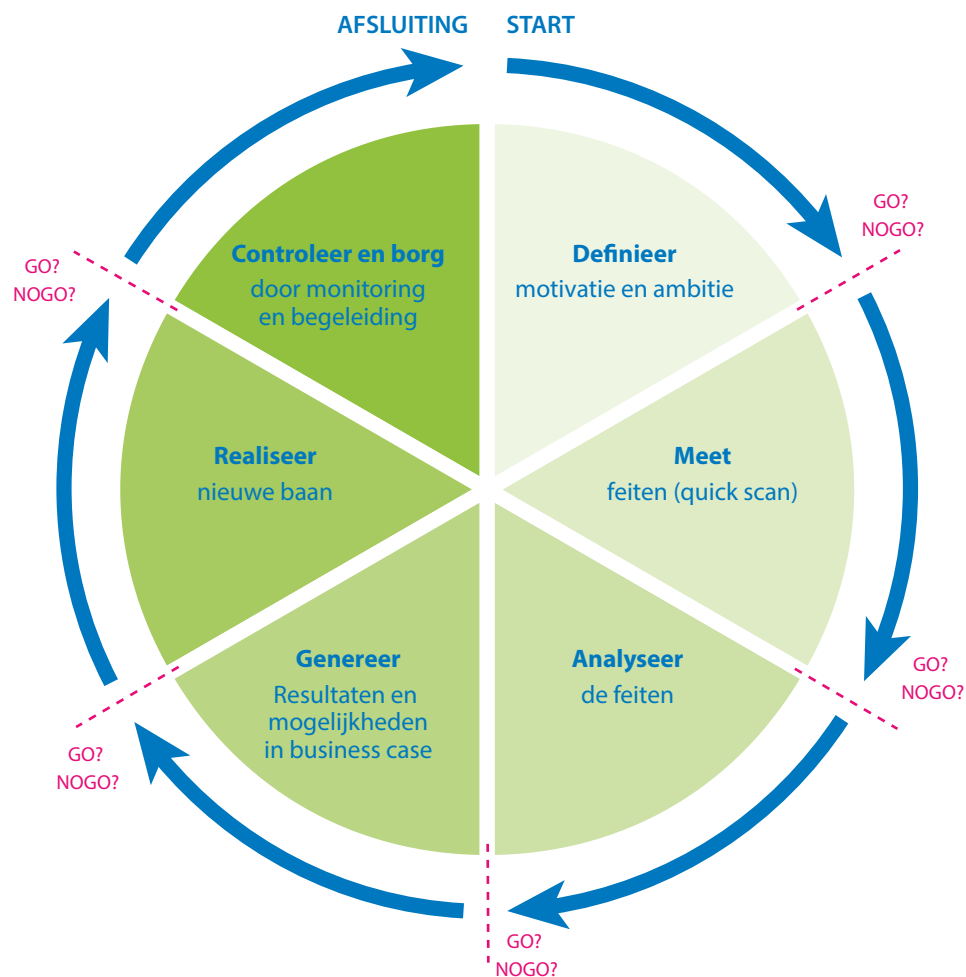 AFSLUITING START
Definieer
motivatie en ambitie
GO?
NOGO?
Meet
feiten (quick scan)
GO?
NOGO?
Analyseer
de feiten
GO?
NOGO?
Genereer
Resultaten en
mogelijkheden
in business case
GO?
NOGO?
Realiseer
nieuwe baan
GO?
NOGO?
Controleer en borg
door monitoring
en begeleiding